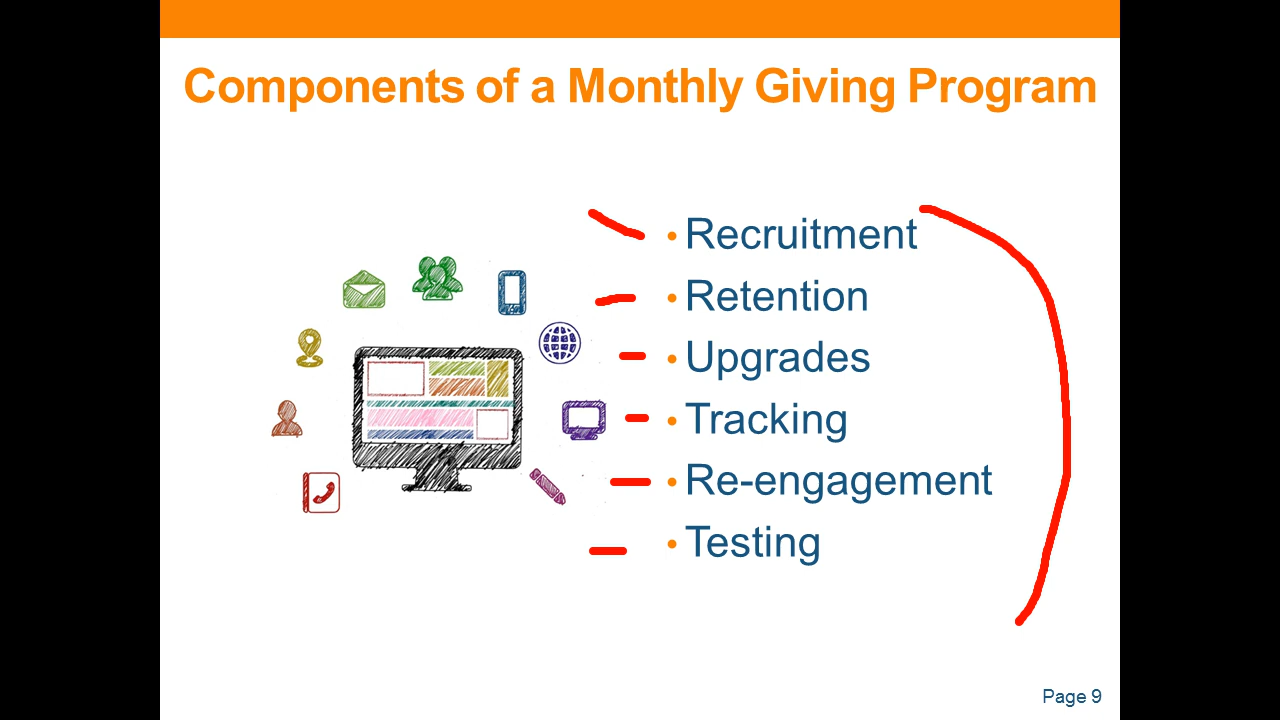 Components of a Monthly Giving Program
• Recruitment
• Retention
• Upgrades
• Tracking
• Re-engagement
• Testing
Page 9